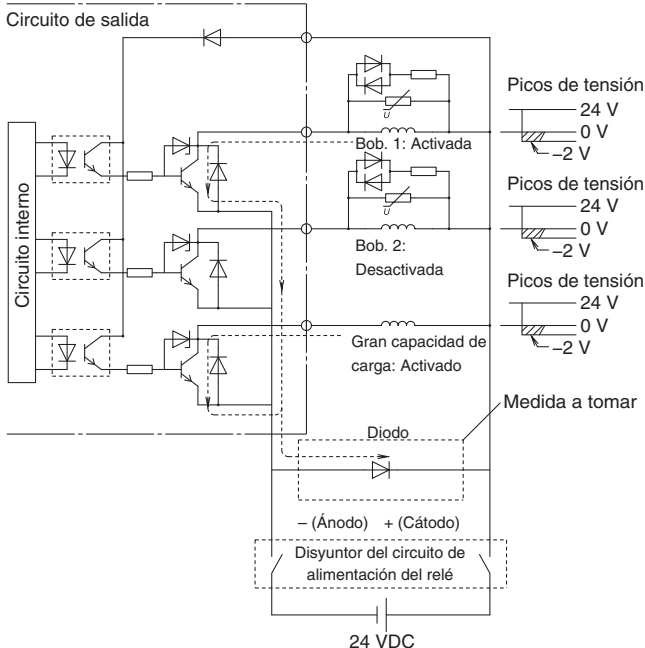 Circuito de salida
Circuito interno
Picos de tensión
24 V
0 V
–2 V
U
Bob. 1: Activada
Picos de tensión
24 V
0 V
–2 V
U
Bob. 2:
Desactivada
Picos de tensión
24 V
0 V
–2 V
Gran capacidad de
carga: Activado
Medida a tomar
Diodo
– (Ánodo) + (Cátodo)
Disyuntor del circuito de
alimentación del relé
24 VDC